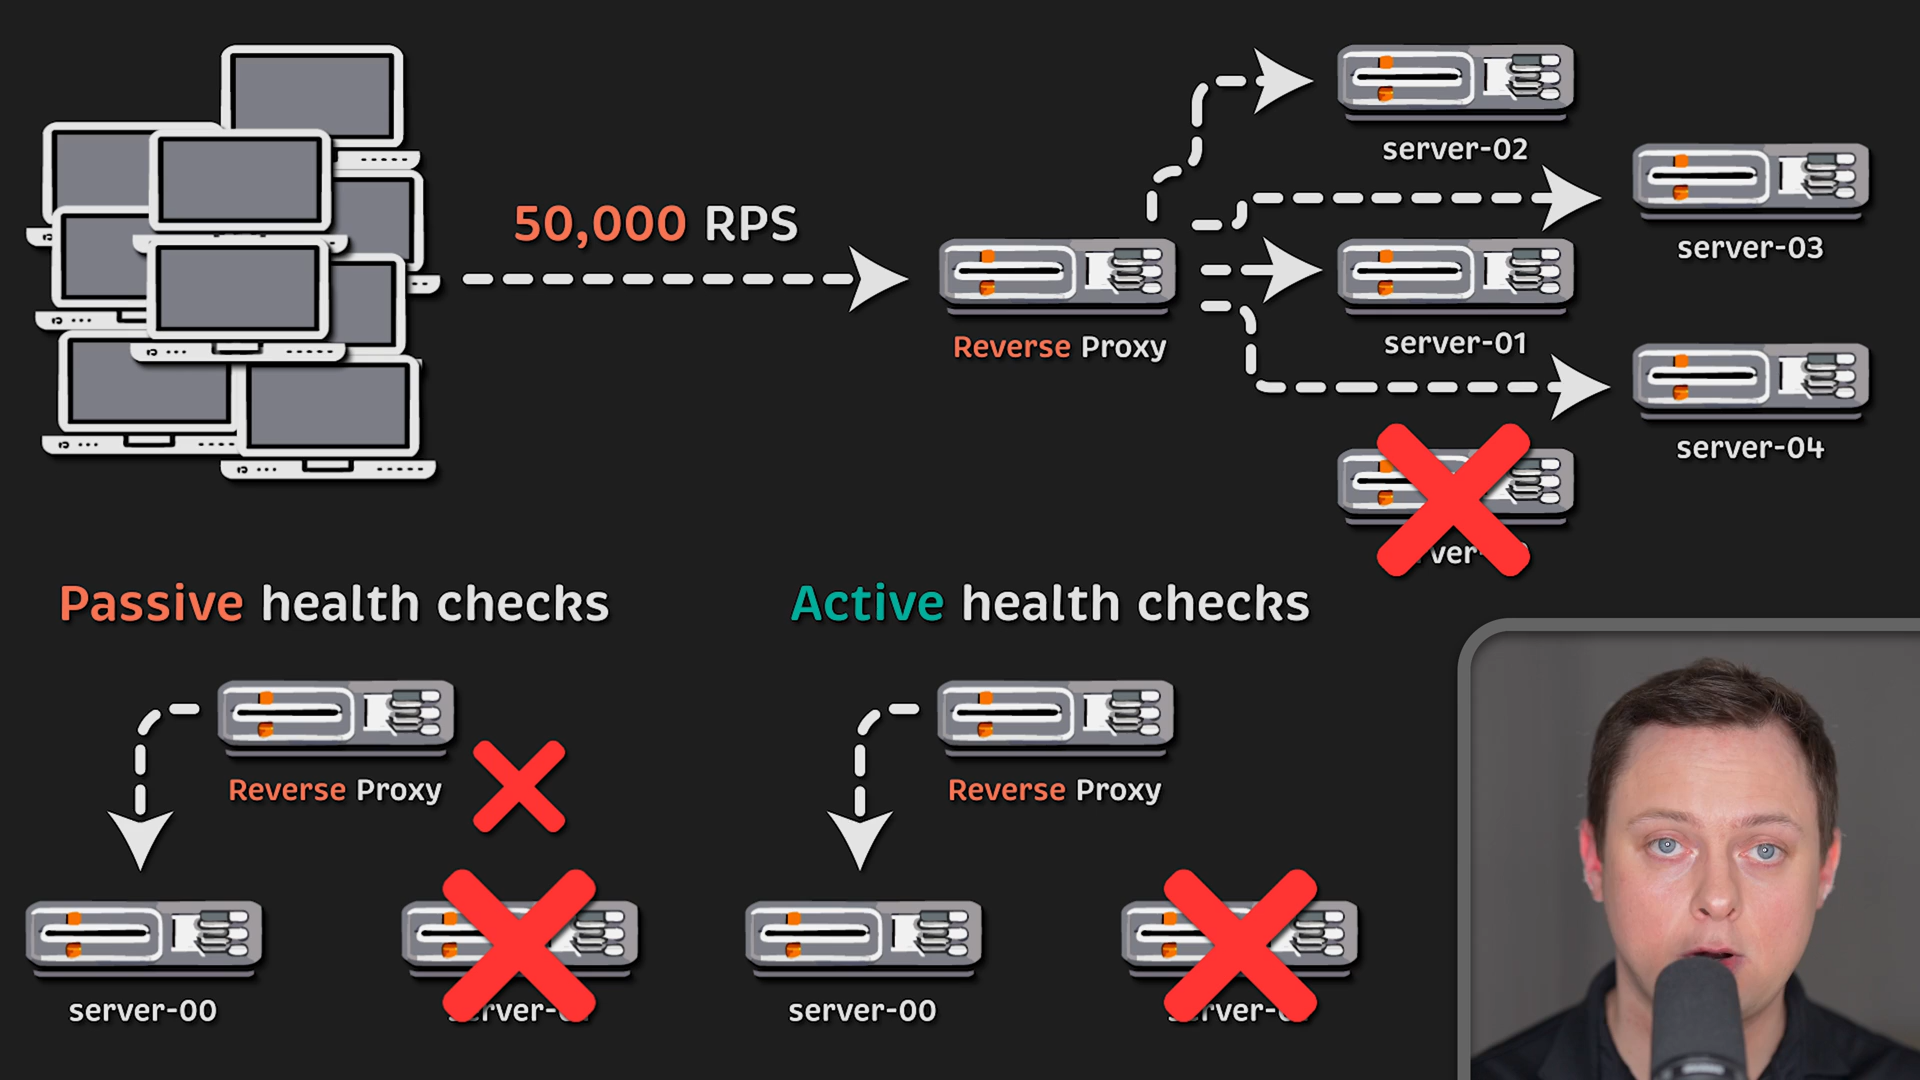 server-02
50,000 RPS
server-03
Reverse Proxy
server-01
server-04
Passive health checks
Active health checks
Reverse Proxy
Reverse Proxy
server-00
server-00